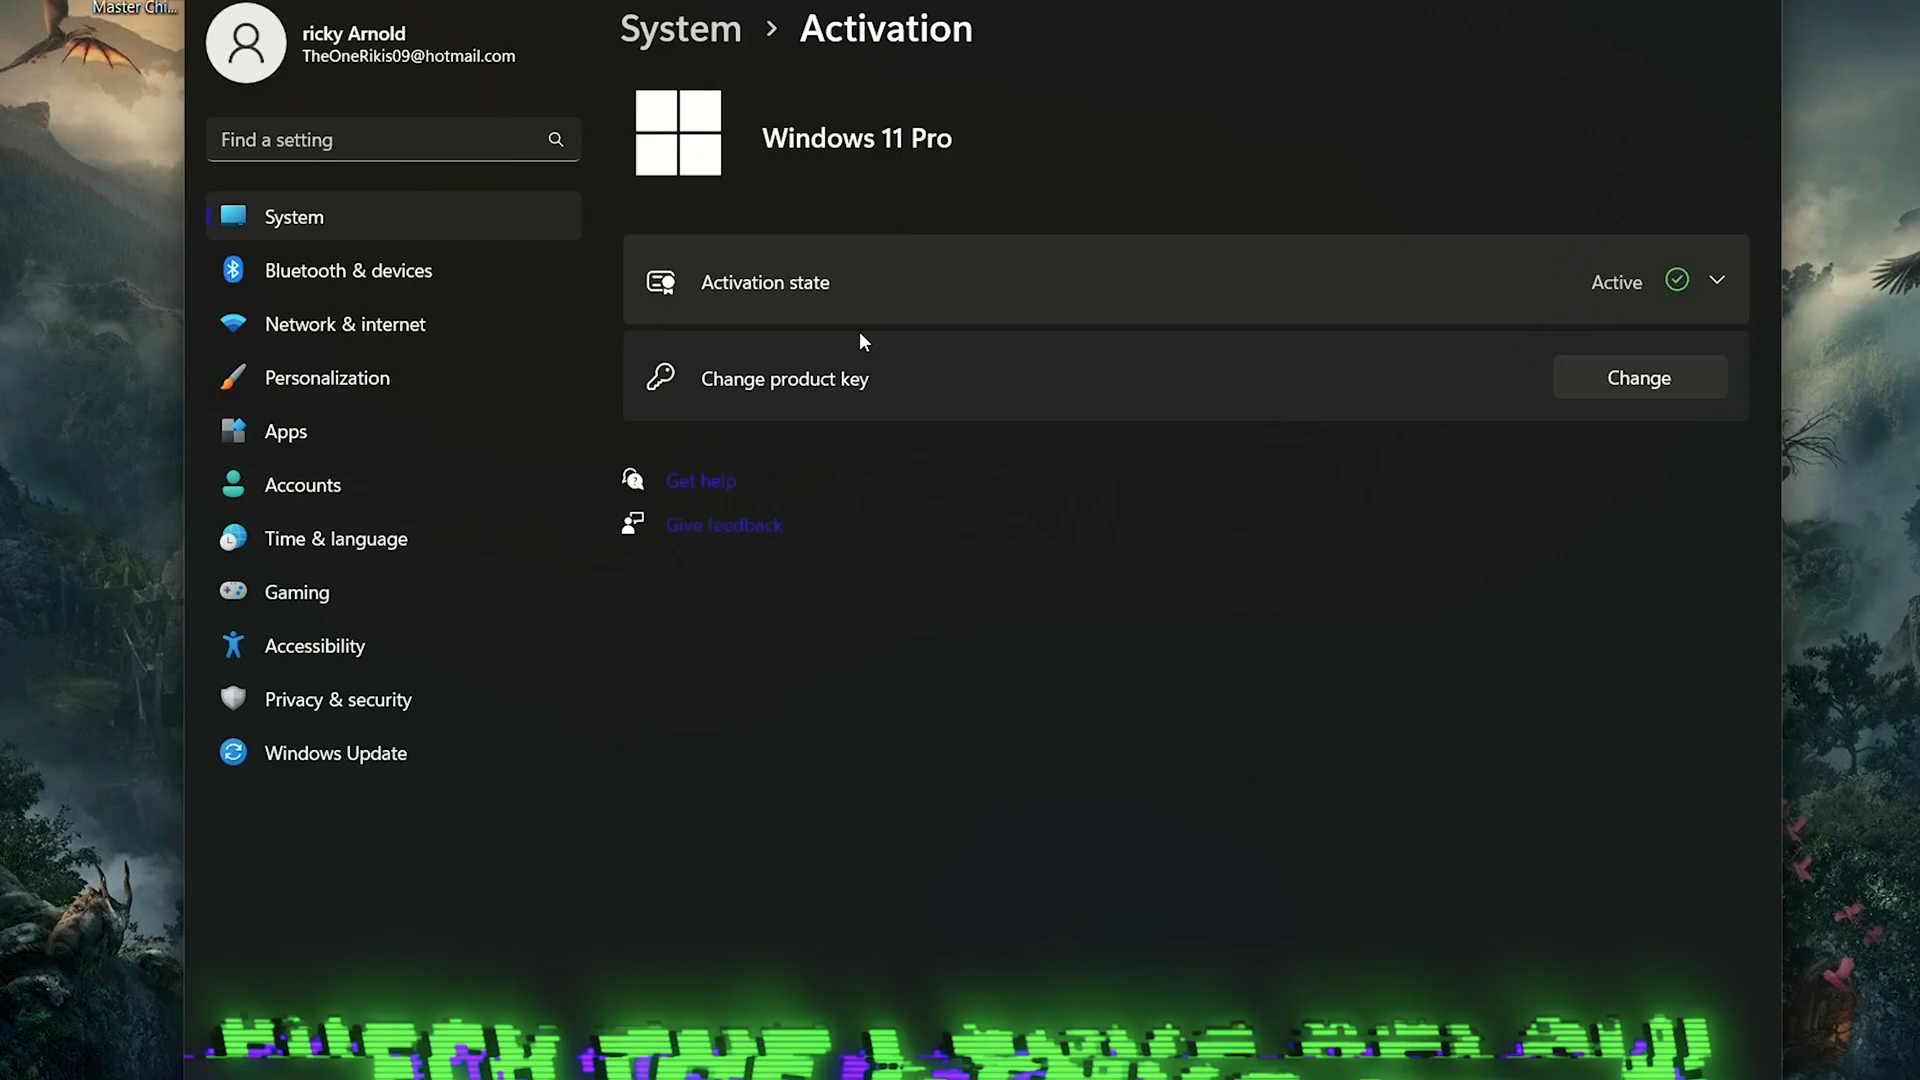 Master Chi...
ricky Arnold
TheOneRikis09@hotmail.com
System > Activation
Find a setting
Windows 11 Pro
System
Bluetooth & devices
Network & internet
Personalization
Apps
Accounts
Time & language
Gaming
Accessibility
Privacy & security
Windows Update
Activation state
Active
Change product key
Change
Get help
Give feedback